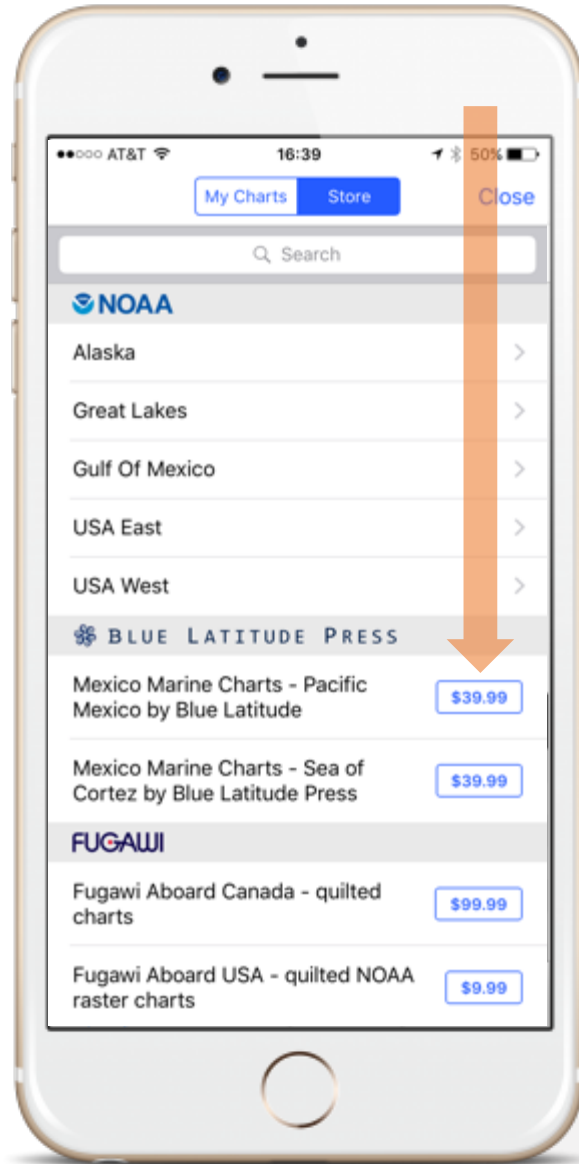 AT&T 16:39 50%
My Charts Store Close
Search
NOAA
Alaska
Great Lakes
Gulf Of Mexico
USA East
USA West
BLUE LATITUDE PRESS
Mexico Marine Charts - Pacific
Mexico by Blue Latitude
$39.99
Mexico Marine Charts - Sea of
Cortez by Blue Latitude Press
$39.99
FUGAWI
Fugawi Aboard Canada - quilted
charts
$99.99
Fugawi Aboard USA - quilted NOAA
raster charts
$9.99